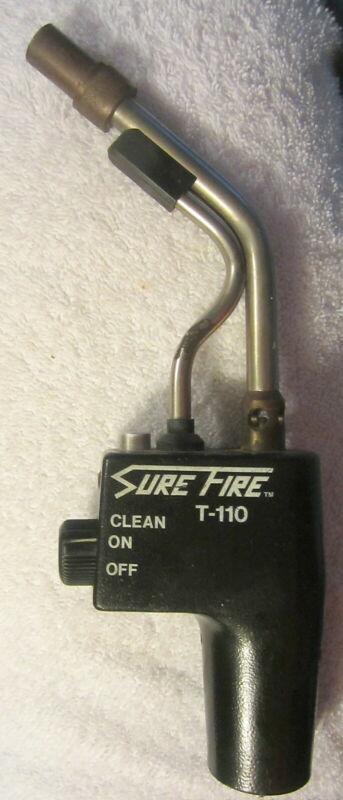 SURE FIRE™
T-110
CLEAN
ON
OFF